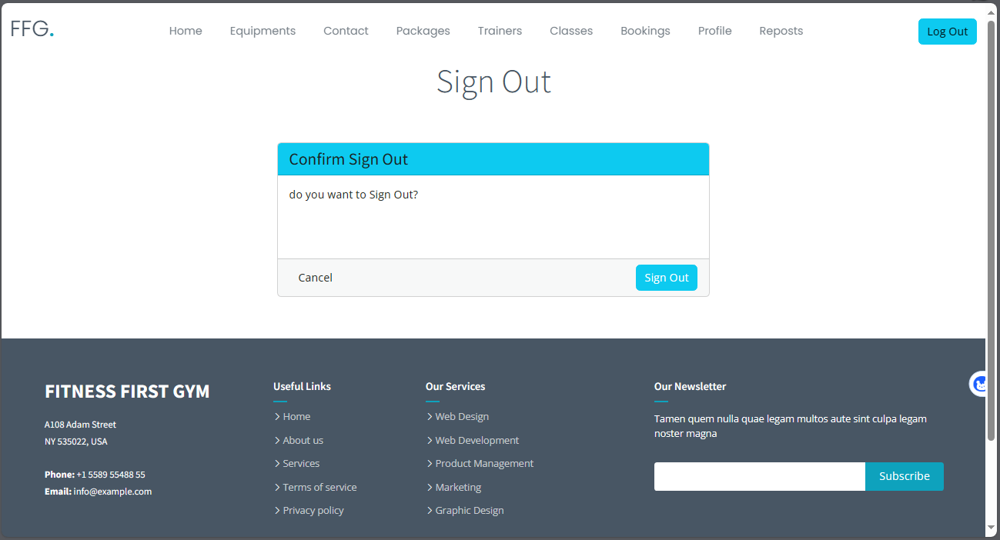 FFG.
Home Equipments Contact Packages Trainers Classes Bookings Profile Reposts Log Out
Sign Out
Confirm Sign Out
do you want to Sign Out?
Cancel Sign Out
FITNESS FIRST GYM
A108 Adam Street
NY 535022, USA
Phone: +1 5589 55488 55
Email: info@example.com
Useful Links
Home
About us
Services
Terms of service
Privacy policy
Our Services
Web Design
Web Development
Product Management
Marketing
Graphic Design
Our Newsletter
Tamen quem nulla quae legam multos aute sint culpa legam
noster magna
Subscribe